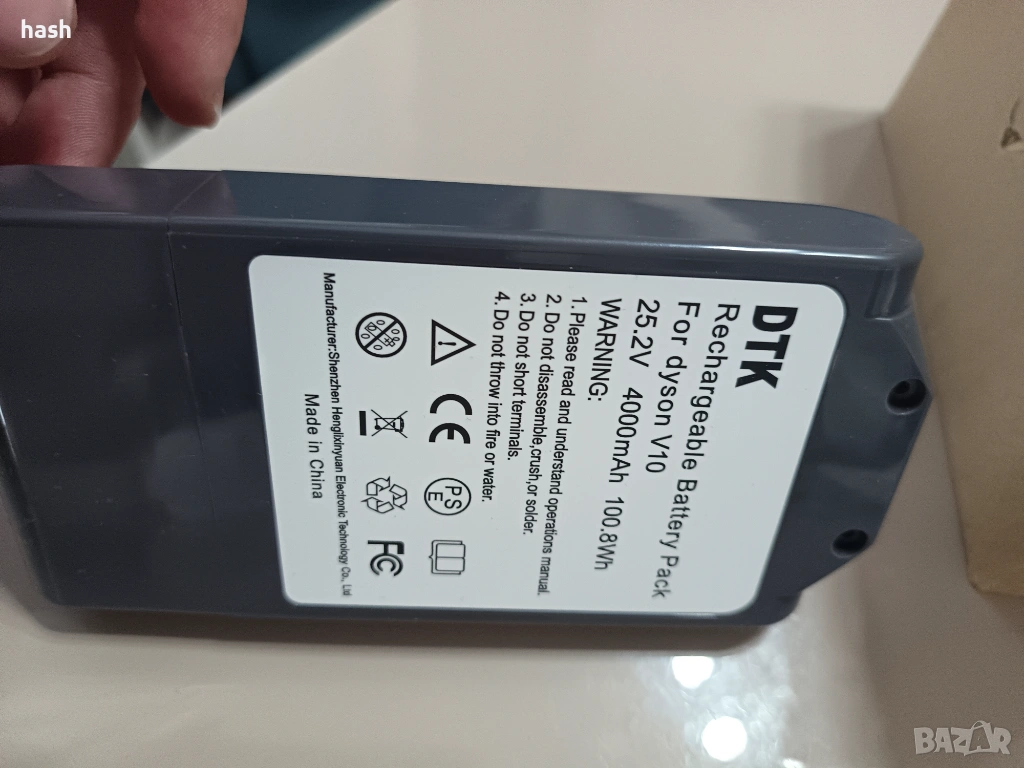 hash
DTK
Rechargeable Battery Pack
For dyson V10
25.2V 4000mAh 100.8Wh
WARNING:
1. Please read and understand operations manual.
2. Do not disassemble,crush,or solder.
3. Do not short terminals.
4. Do not throw into fire or water.
CE PS E
FC
Manufacturer:Shenzhen Henglixinyuan Electronic Technology Co., Ltd
Made in China
BAZAR